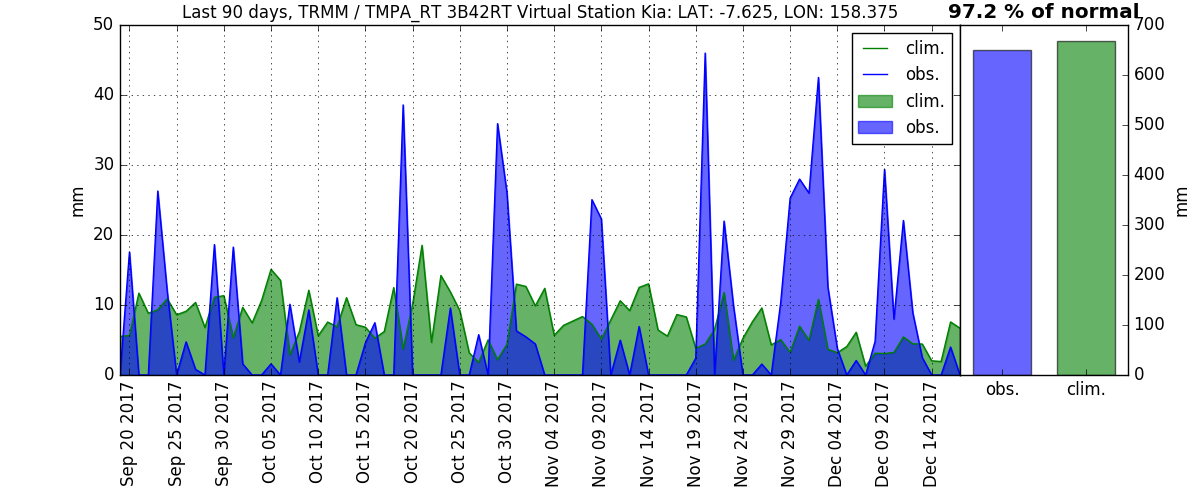 Last 90 days, TRMM / TMPA_RT 3B42RT Virtual Station Kia: LAT: -7.625, LON: 158.375
97.2 % of normal
50
40
30
20
10
0
mm
clim.
obs.
clim.
obs.
700
600
500
400
300
200
100
0
mm
Sep 20 2017
Sep 25 2017
Sep 30 2017
Oct 05 2017
Oct 10 2017
Oct 15 2017
Oct 20 2017
Oct 25 2017
Oct 30 2017
Nov 04 2017
Nov 09 2017
Nov 14 2017
Nov 19 2017
Nov 24 2017
Nov 29 2017
Dec 04 2017
Dec 09 2017
Dec 14 2017
obs.
clim.